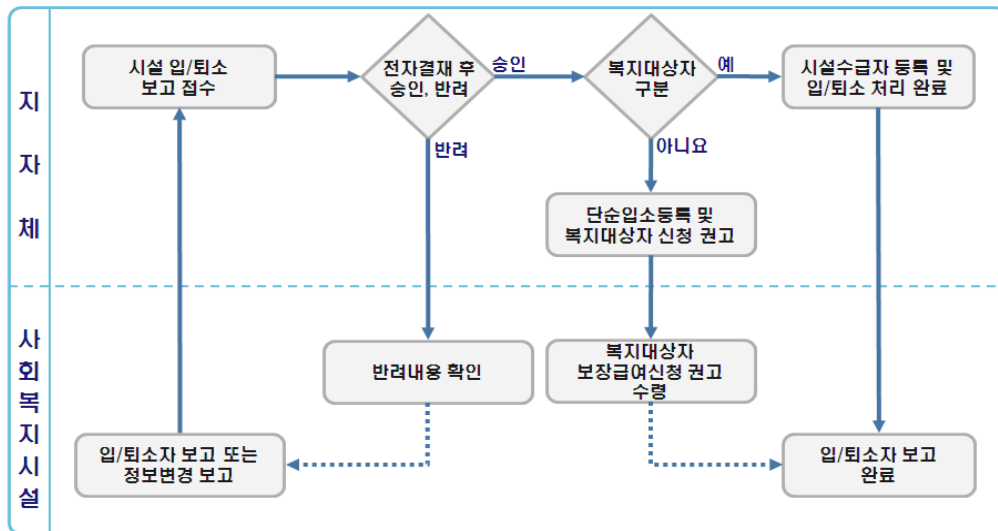 지자체
시설 입/퇴소
보고 접수
전자결재 후
승인, 반려
승인
복지대상자
구분
예
시설수급자 등록 및
입/퇴소 처리 완료
반려
아니요
단순입소등록 및
복지대상자 신청 권고
사회복지시설
반려내용 확인
복지대상자
보장급여신청 권고
수령
입/퇴소자 보고 또는
정보변경 보고
입/퇴소자 보고
완료